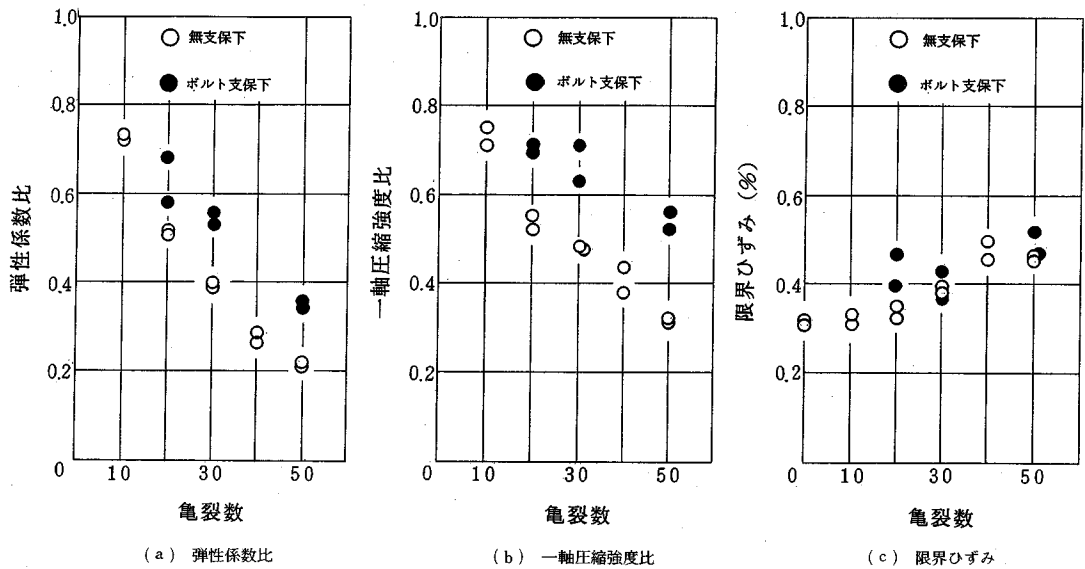 1.0
○ 無支保下
● ボルト支保下
0.8
0.6
0.4
0.2
0
10 30 50
弾性係数比
亀裂数
(a) 弾性係数比
1.0
○ 無支保下
● ボルト支保下
0.8
0.6
0.4
0.2
0
10 30 50
一軸圧縮強度比
亀裂数
(b) 一軸圧縮強度比
1.0
○ 無支保下
● ボルト支保下
0.8
0.6
0.4
0.2
0
10 30 50
限界ひずみ (%)
亀裂数
(c) 限界ひずみ